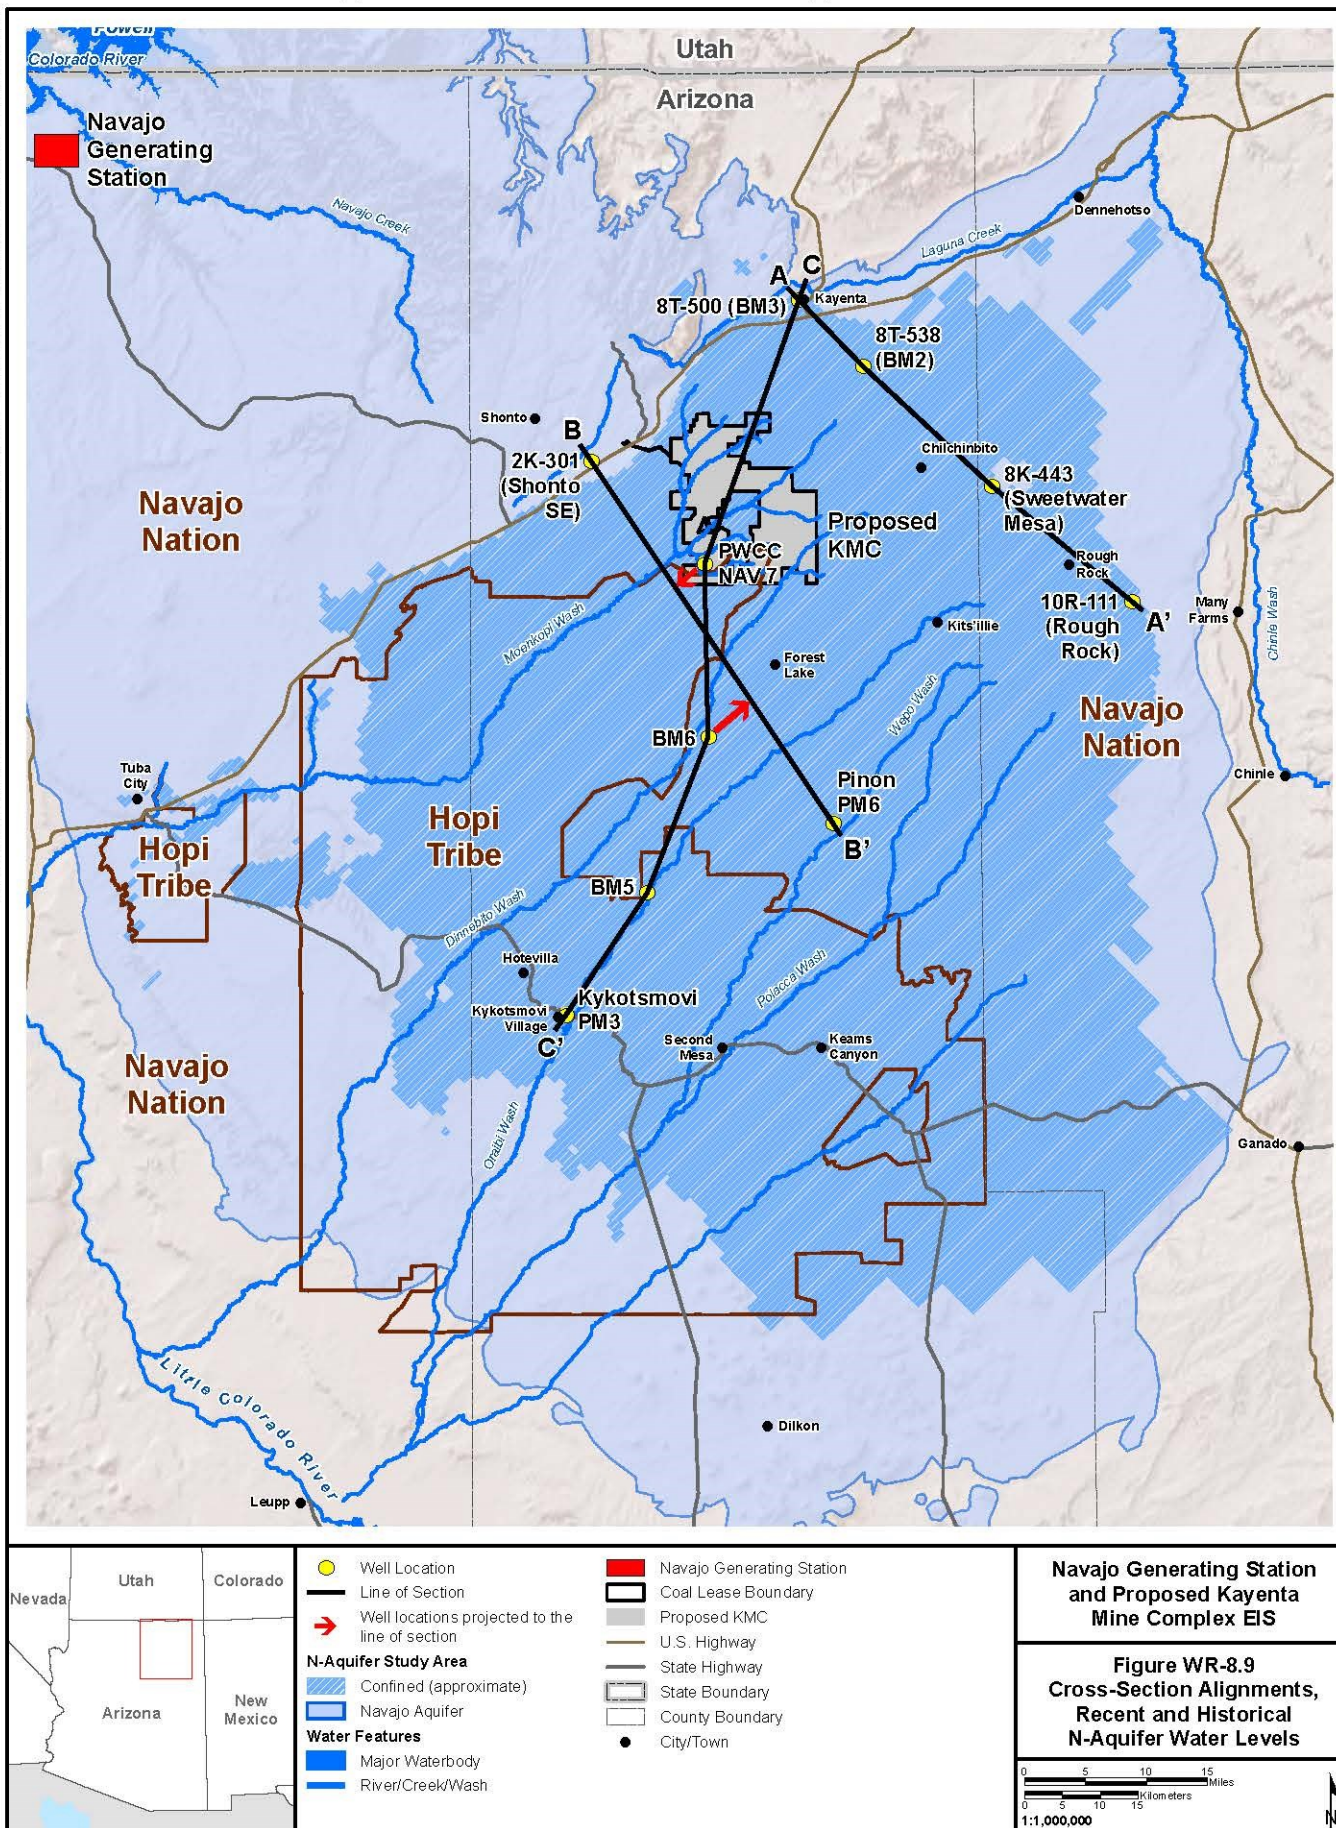 Powell
Colorado River
Utah
Arizona
Navajo
Generating
Station
Navajo Creek
Dennehotso
Laguna Creek
A
C
8T-500 (BM3)
Kayenta
8T-538
(BM2)
Shonto
B
2K-301
(Shonto
SE)
Chilchinbito
8K-443
(Sweetwater
Mesa)
Navajo
Nation
Proposed
KMC
PWCC
NAV 7
Rough
Rock
10R-111
(Rough
Rock)
A'
Many
Farms
Chinle Wash
Moenkopi Wash
Kits'illie
Forest
Lake
Wepo Wash
Navajo
Nation
BM6
Tuba
City
Chinle
Pinon
PM6
B'
Hopi
Tribe
Hopi
Tribe
BM5
Dinnebito Wash
Hotevilla
Polacca Wash
Kykotsmovi
PM3
Kykotsmovi
Village
C'
Second
Mesa
Keams
Canyon
Navajo
Nation
Oraibi Wash
Ganado
Little Colorado River
Dilkon
Leupp
Nevada
Utah
Colorado
Arizona
New
Mexico
Well Location
Line of Section
Well locations projected to the
line of section
N-Aquifer Study Area
Confined (approximate)
Navajo Aquifer
Water Features
Major Waterbody
River/Creek/Wash
Navajo Generating Station
Coal Lease Boundary
Proposed KMC
U.S. Highway
State Highway
State Boundary
County Boundary
City/Town
Navajo Generating Station
and Proposed Kayenta
Mine Complex EIS
Figure WR-8.9
Cross-Section Alignments,
Recent and Historical
N-Aquifer Water Levels
0 5 10 15
Miles
Kilometers
0 5 10 15
1:1,000,000
N